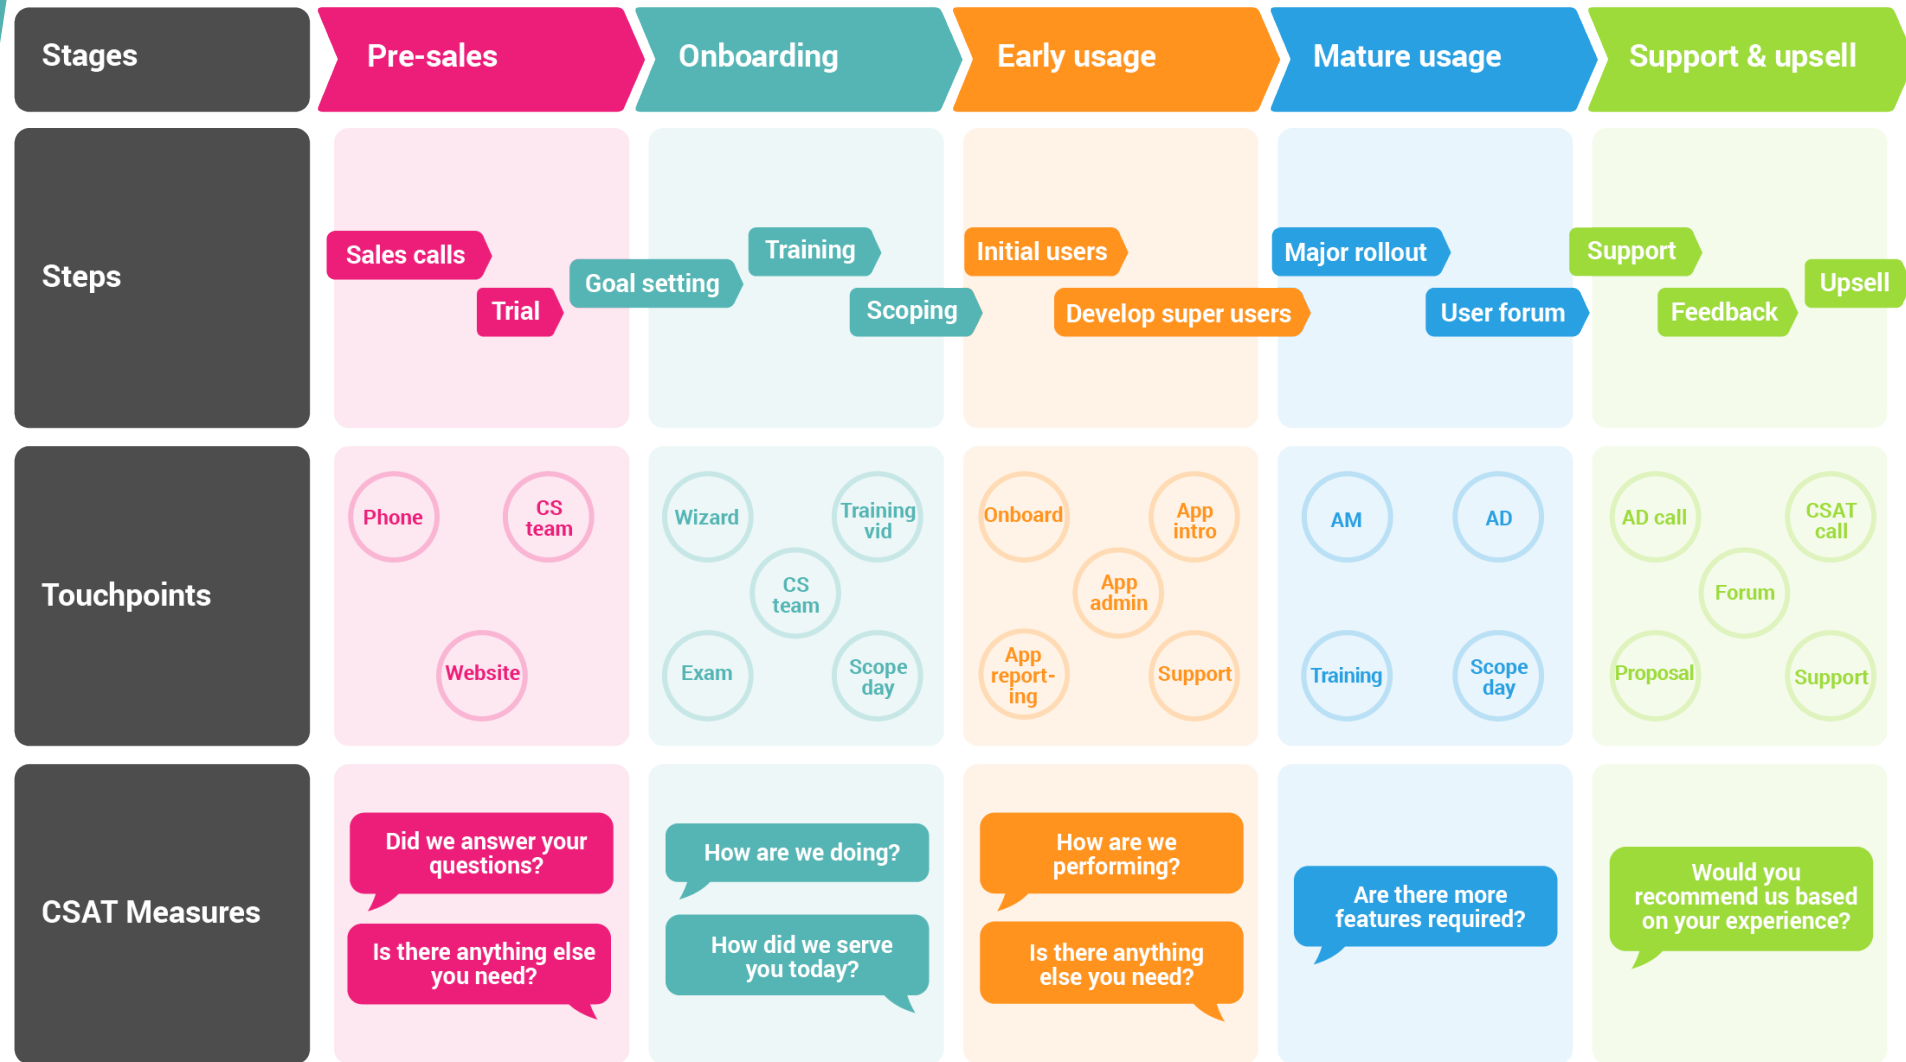 Stages
Pre-sales
Onboarding
Early usage
Mature usage
Support & upsell
Steps
Sales calls
Trial
Goal setting
Training
Scoping
Initial users
Develop super users
Major rollout
User forum
Support
Feedback
Upsell
Touchpoints
Phone
CS
team
Website
Wizard
Training
vid
CS
team
Exam
Scope
day
Onboard
App
intro
App
admin
App
report-
ing
Support
AM
AD
Training
Scope
day
AD call
CSAT
call
Forum
Proposal
Support
CSAT Measures
Did we answer your
questions?
Is there anything else
you need?
How are we doing?
How did we serve
you today?
How are we
performing?
Is there anything
else you need?
Are there more
features required?
Would you
recommend us based
on your experience?